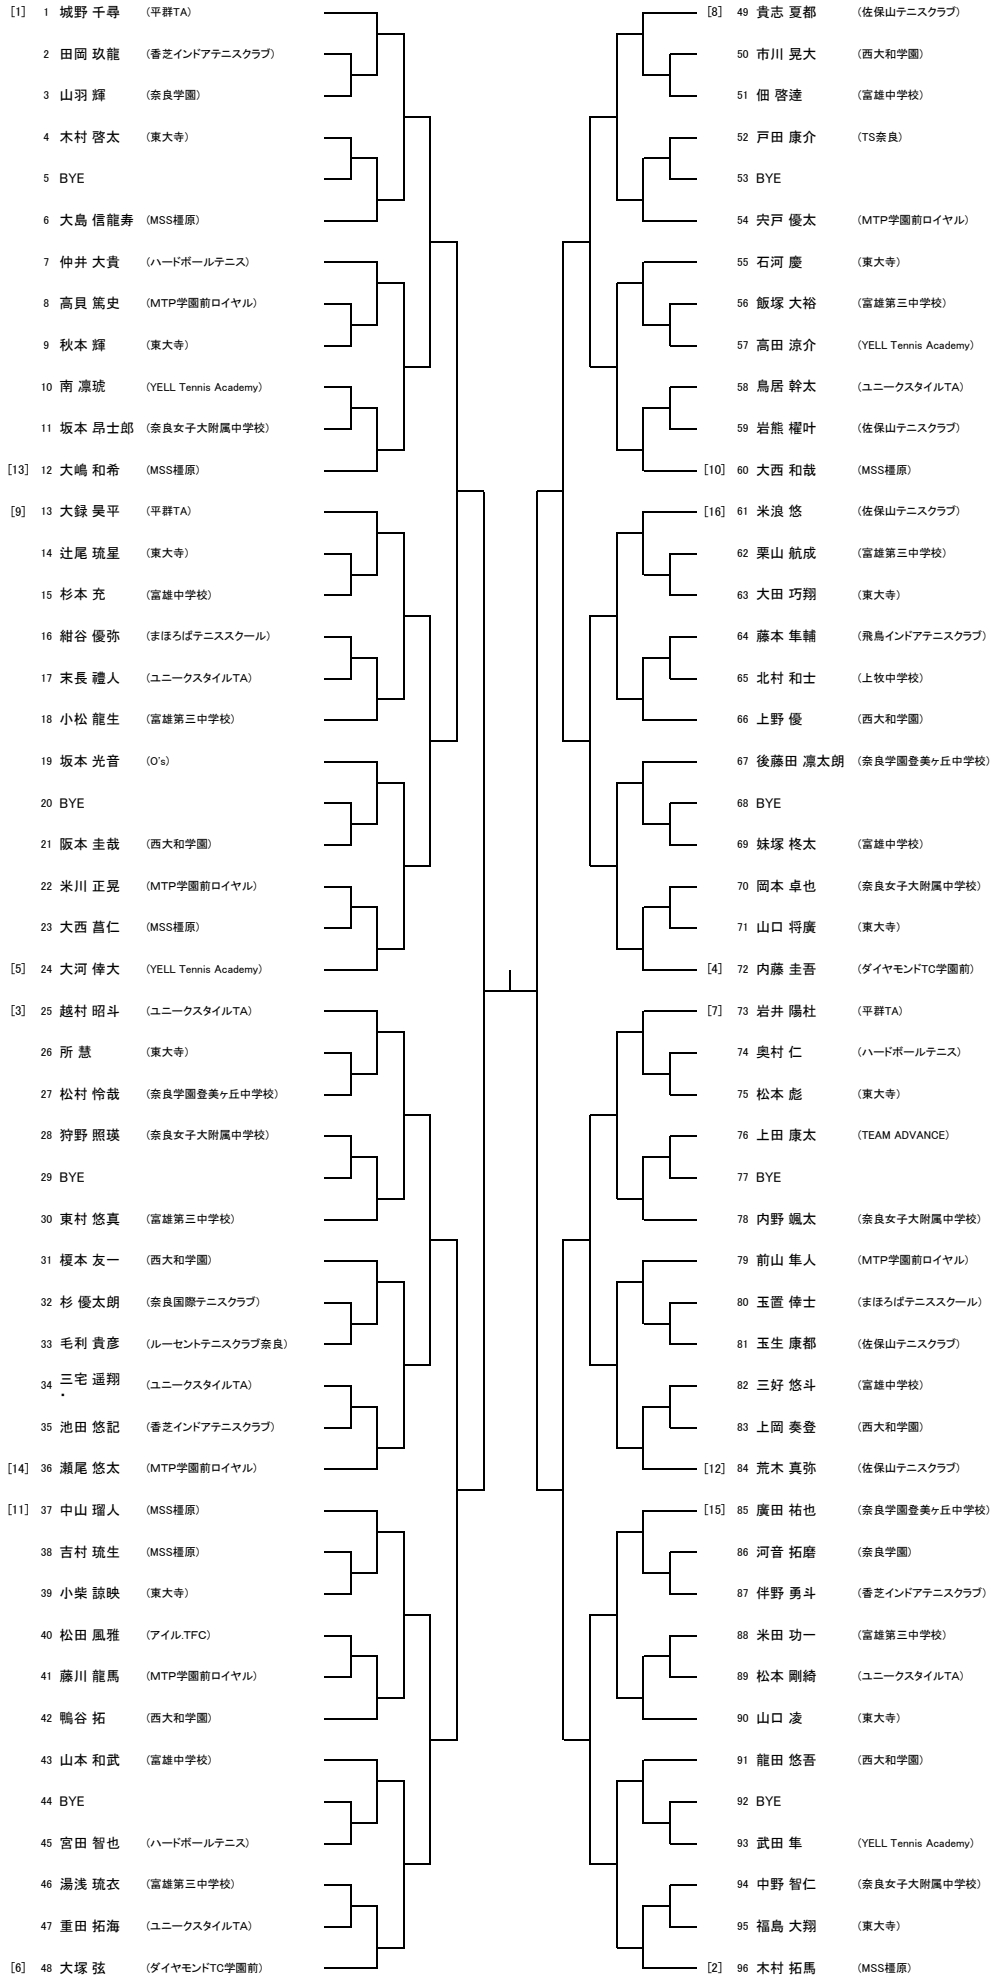 [1] 1 城野 千尋 (平群TA)
2 田岡 玖龍 (香芝インドアテニスクラブ)
3 山羽 輝 (奈良学園)
4 木村 啓太 (東大寺)
5 BYE
6 大島 信龍寿 (MSS橿原)
7 仲井 大貴 (ハードボールテニス)
8 高貝 篤史 (MTP学園前ロイヤル)
9 秋本 輝 (東大寺)
10 南 凛琥 (YELL Tennis Academy)
11 坂本 昂士郎 (奈良女子大附属中学校)
[13] 12 大嶋 和希 (MSS橿原)
[9] 13 大録 昊平 (平群TA)
14 辻尾 琉星 (東大寺)
15 杉本 充 (富雄中学校)
16 紺谷 優弥 (まほろばテニススクール)
17 末長 禮人 (ユニークスタイルTA)
18 小松 龍生 (富雄第三中学校)
19 坂本 光音 (O's)
20 BYE
21 阪本 圭哉 (西大和学園)
22 米川 正晃 (MTP学園前ロイヤル)
23 大西 菖仁 (MSS橿原)
[5] 24 大河 倖大 (YELL Tennis Academy)
[3] 25 越村 昭斗 (ユニークスタイルTA)
26 所 慧 (東大寺)
27 松村 怜哉 (奈良学園登美ヶ丘中学校)
28 狩野 照瑛 (奈良女子大附属中学校)
29 BYE
30 東村 悠真 (富雄第三中学校)
31 榎本 友一 (西大和学園)
32 杉 優太朗 (奈良国際テニスクラブ)
33 毛利 貴彦 (ルーセントテニスクラブ奈良)
34 三宅 遥翔 (ユニークスタイルTA)
・
35 池田 悠記 (香芝インドアテニスクラブ)
[14] 36 瀬尾 悠太 (MTP学園前ロイヤル)
[11] 37 中山 瑠人 (MSS橿原)
38 吉村 琉生 (MSS橿原)
39 小柴 諒映 (東大寺)
40 松田 風雅 (アイル.TFC)
41 藤川 龍馬 (MTP学園前ロイヤル)
42 鴨谷 拓 (西大和学園)
43 山本 和武 (富雄中学校)
44 BYE
45 宮田 智也 (ハードボールテニス)
46 湯浅 琉衣 (富雄第三中学校)
47 重田 拓海 (ユニークスタイルTA)
[6] 48 大塚 弦 (ダイヤモンドTC学園前)
[8] 49 貴志 夏都 (佐保山テニスクラブ)
50 市川 晃大 (西大和学園)
51 佃 啓達 (富雄中学校)
52 戸田 康介 (TS奈良)
53 BYE
54 宍戸 優太 (MTP学園前ロイヤル)
55 石河 慶 (東大寺)
56 飯塚 大裕 (富雄第三中学校)
57 高田 涼介 (YELL Tennis Academy)
58 鳥居 幹太 (ユニークスタイルTA)
59 岩熊 櫂叶 (佐保山テニスクラブ)
[10] 60 大西 和哉 (MSS橿原)
[16] 61 米浪 悠 (佐保山テニスクラブ)
62 栗山 航成 (富雄第三中学校)
63 大田 巧翔 (東大寺)
64 藤本 隼輔 (飛鳥インドアテニスクラブ)
65 北村 和士 (上牧中学校)
66 上野 優 (西大和学園)
67 後藤田 凛太朗 (奈良学園登美ヶ丘中学校)
68 BYE
69 妹塚 柊太 (富雄中学校)
70 岡本 卓也 (奈良女子大附属中学校)
71 山口 将廣 (東大寺)
[4] 72 内藤 圭吾 (ダイヤモンドTC学園前)
[7] 73 岩井 陽杜 (平群TA)
74 奥村 仁 (ハードボールテニス)
75 松本 彪 (東大寺)
76 上田 康太 (TEAM ADVANCE)
77 BYE
78 内野 颯太 (奈良女子大附属中学校)
79 前山 隼人 (MTP学園前ロイヤル)
80 玉置 倖士 (まほろばテニススクール)
81 玉生 康都 (佐保山テニスクラブ)
82 三好 悠斗 (富雄中学校)
83 上岡 奏登 (西大和学園)
[12] 84 荒木 真弥 (佐保山テニスクラブ)
[15] 85 廣田 祐也 (奈良学園登美ヶ丘中学校)
86 河音 拓磨 (奈良学園)
87 伴野 勇斗 (香芝インドアテニスクラブ)
88 米田 功一 (富雄第三中学校)
89 松本 剛綺 (ユニークスタイルTA)
90 山口 凌 (東大寺)
91 龍田 悠吾 (西大和学園)
92 BYE
93 武田 隼 (YELL Tennis Academy)
94 中野 智仁 (奈良女子大附属中学校)
95 福島 大翔 (東大寺)
[2] 96 木村 拓馬 (MSS橿原)